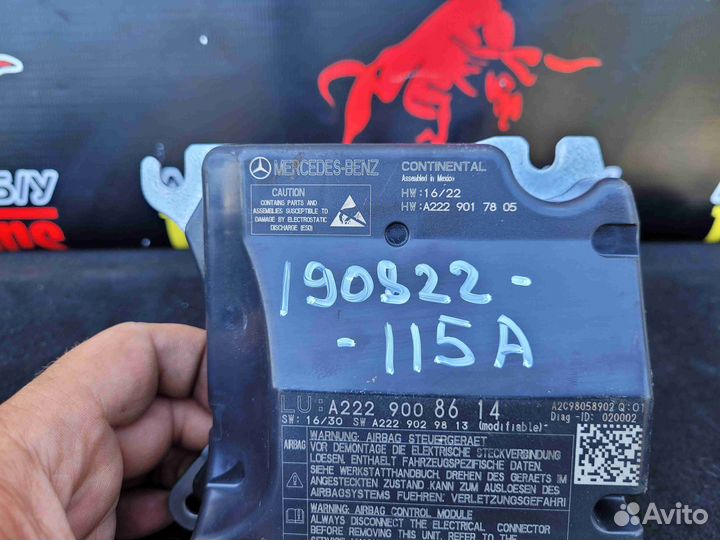 Б/У
MERCEDES-BENZ
CONTINENTAL
Assembled in Mexico
CAUTION
CONTAINS PARTS AND
ASSEMBLIES SUSCEPTIBLE TO
DAMAGE BY ELECTROSTATIC
DISCHARGE (ESD)
HW:16/22
HW:A222 901 78 05
190822-
-115A
LU:A222 900 86 14
A2C98058902 Q:01
SW: 16/30 SW A222 902 98 13 (modifiable)-
Diag -ID: 020002
AIRBAG
WARNUNG: AIRBAG STEUERGERAET
WARTUNG: VOR DEMONTAGE DIE ELEKTRISCHE STECKVERBINDUNG
LOESEN. ENTHAELT FAHRZEUGSPEZIFISCHE DATEN.
SIEHE WERKSTATTHANDBUCH. DREHEN DES GERAETS IM
ANGESTECKTEN ZUSTAND KANN ZUM AUSLOESEN DES
AIRBAGSYSTEMS FUEHREN. VERLETZUNGSGEFAHR!
WARNING: AIRBAG CONTROL MODULE
ALWAYS DISCONNECT THE ELECTRICAL CONNECTOR
BEFORE REMOVING THIS UNIT. REFER TO THE
Avito